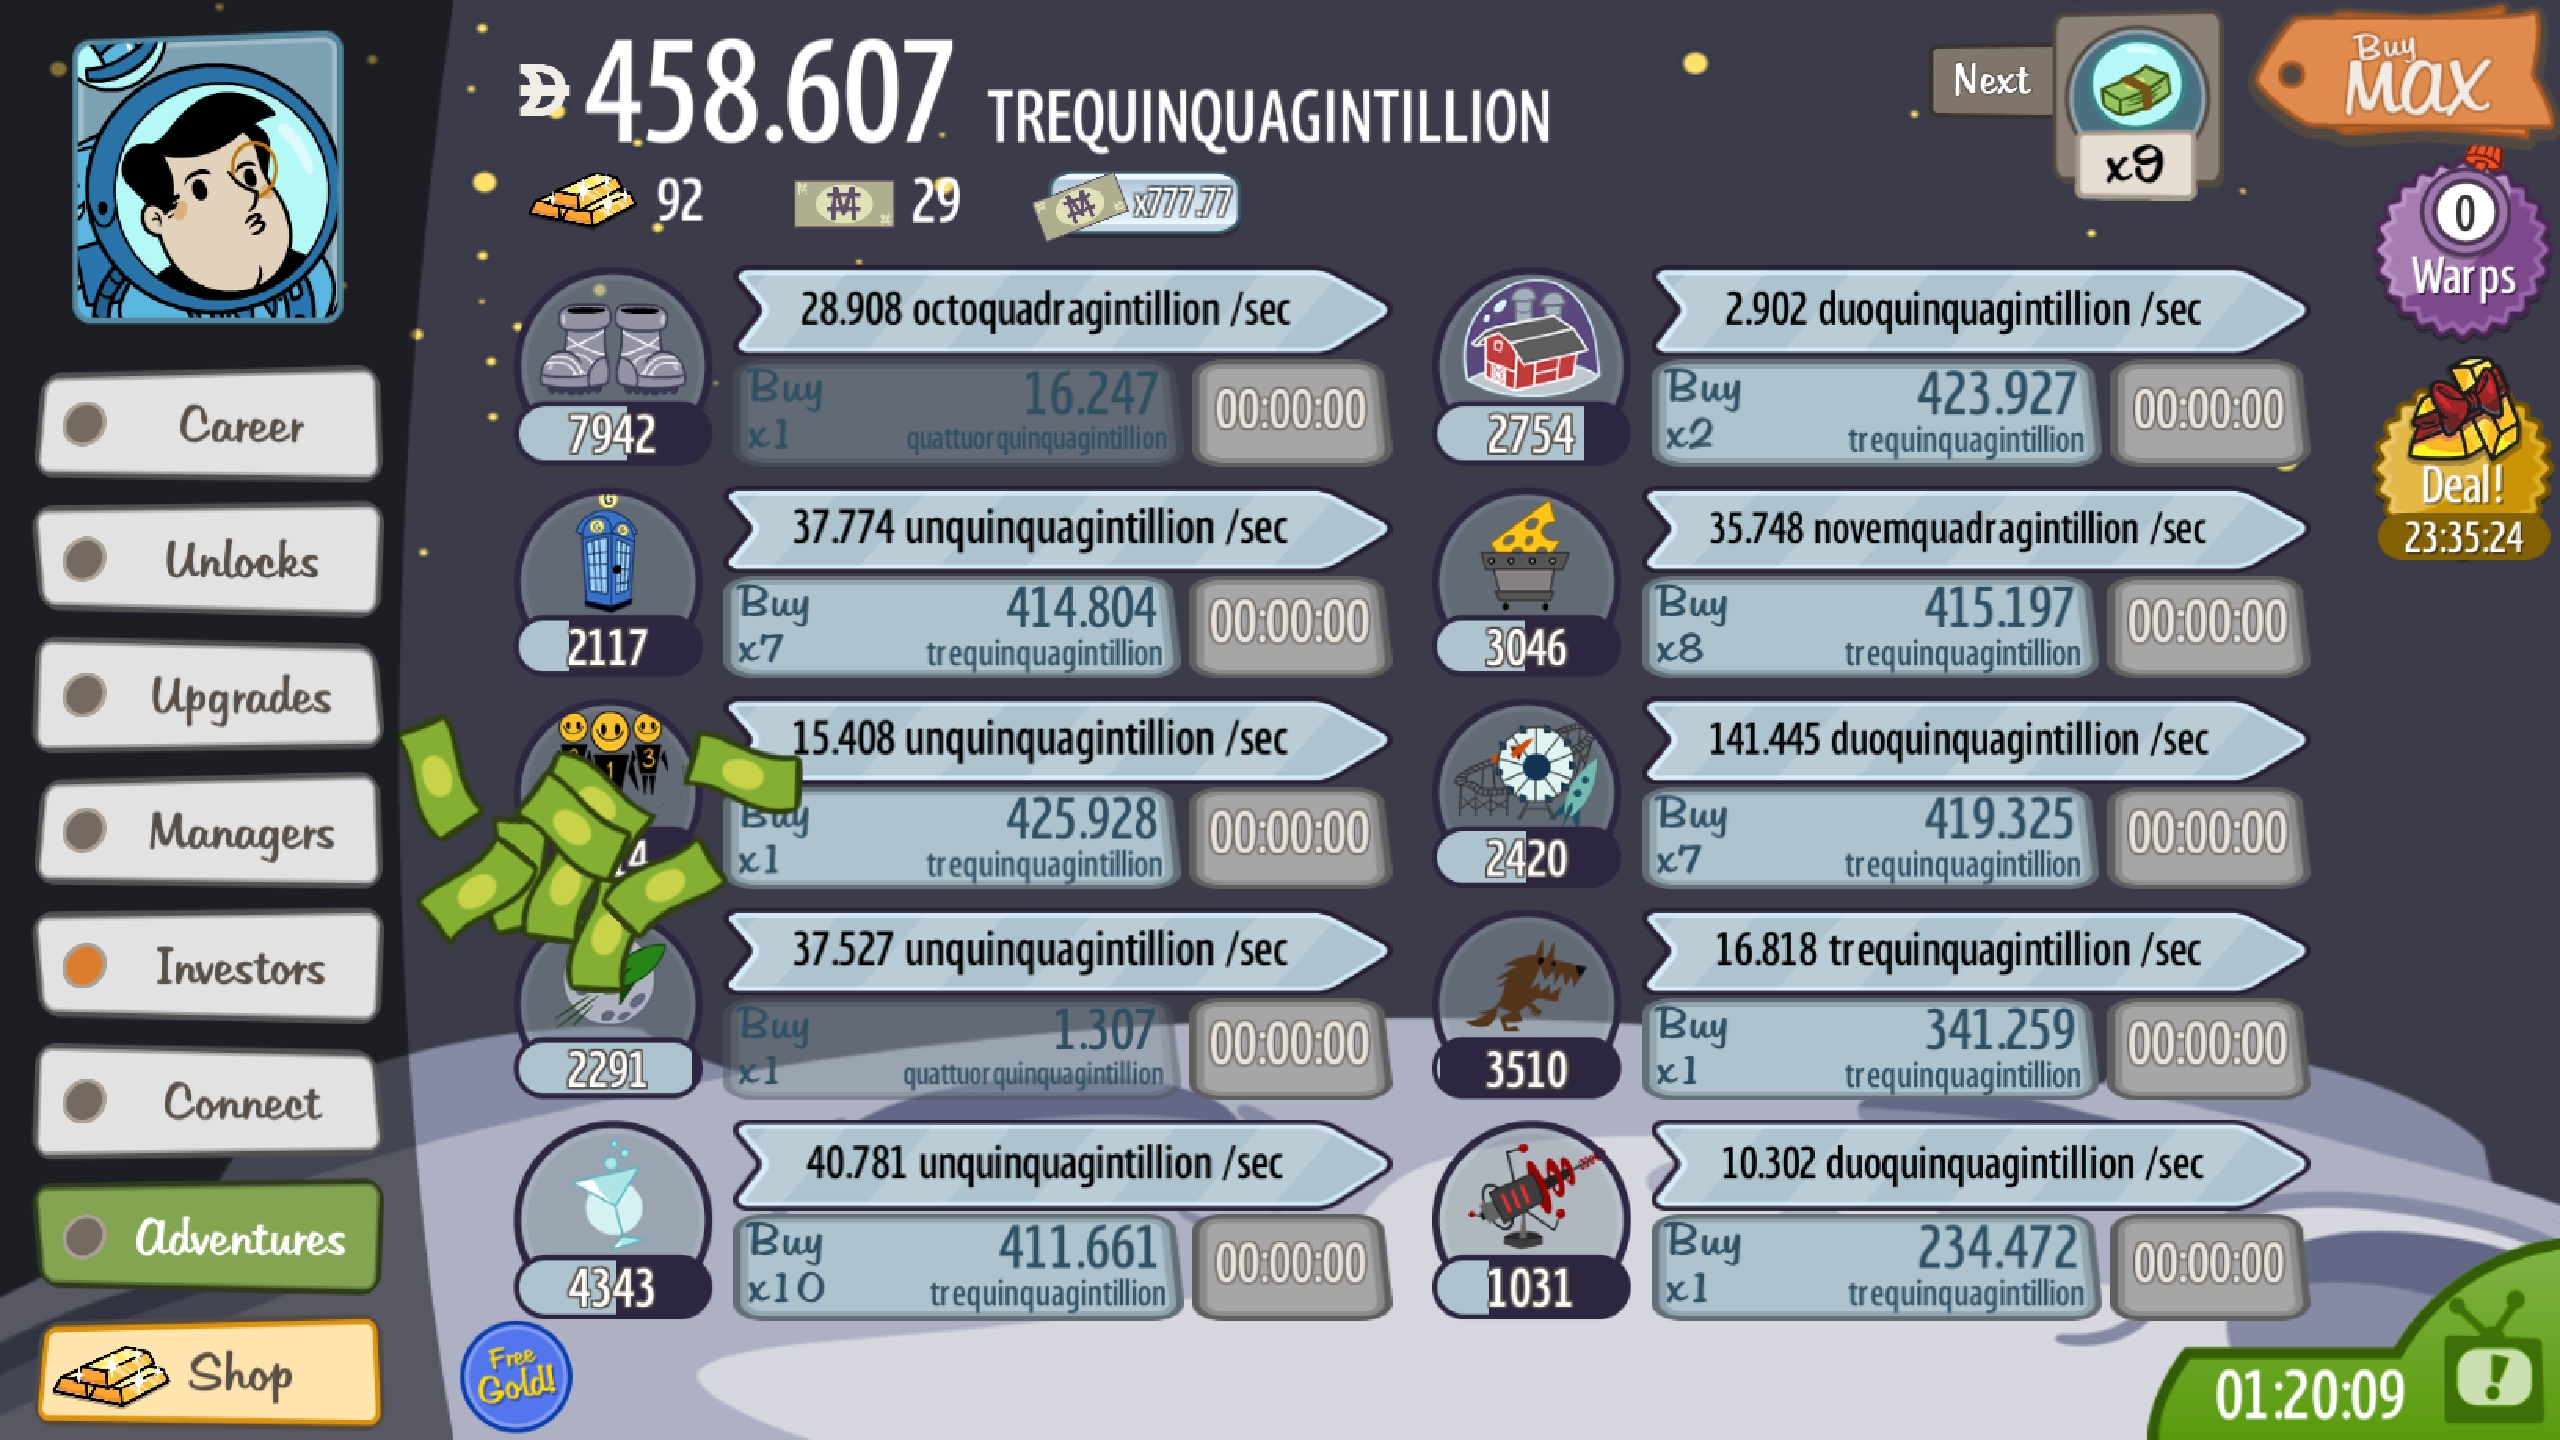 458.607 TREQUINQUAGINTILLION
92
29
x777.77
Next
x9
Buy
MAX
0
Warps
Deal!
23:35:24
Career
Unlocks
Upgrades
Managers
Investors
Connect
Adventures
Shop
28.908 octoquadragintillion /sec
Buy 16.247
x1 quattuorquinquagintillion
00:00:00
7942
2.902 duoquinquagintillion /sec
Buy 423.927
x2 trequinquagintillion
00:00:00
2754
G
37.774 unquinquagintillion /sec
Buy 414.804
x7 trequinquagintillion
00:00:00
2117
35.748 novemquadragintillion /sec
Buy 415.197
x8 trequinquagintillion
00:00:00
3046
1 3
15.408 unquinquagintillion /sec
Buy 425.928
x1 trequinquagintillion
00:00:00
141.445 duoquinquagintillion /sec
Buy 419.325
x7 trequinquagintillion
00:00:00
2420
37.527 unquinquagintillion /sec
Buy 1.307
x1 quattuorquinquagintillion
00:00:00
2291
16.818 trequinquagintillion /sec
Buy 341.259
x1 trequinquagintillion
00:00:00
3510
40.781 unquinquagintillion /sec
Buy 411.661
x10 trequinquagintillion
00:00:00
4343
10.302 duoquinquagintillion /sec
Buy 234.472
x1 trequinquagintillion
00:00:00
1031
Free
Gold!
01:20:09
!